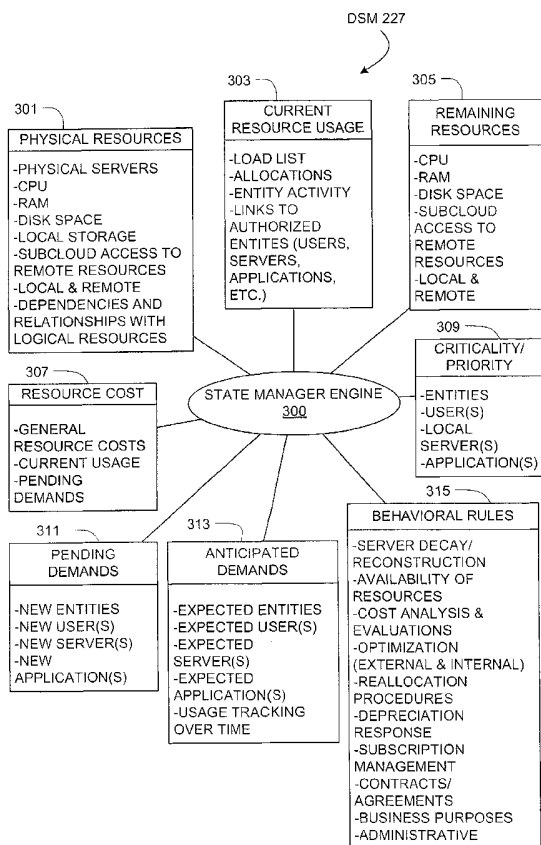 DSM 227
301
PHYSICAL RESOURCES
-PHYSICAL SERVERS
-CPU
-RAM
-DISK SPACE
-LOCAL STORAGE
-SUBCLOUD ACCESS TO
REMOTE RESOURCES
-LOCAL & REMOTE
-DEPENDENCIES AND
RELATIONSHIPS WITH
LOGICAL RESOURCES
303
CURRENT
RESOURCE USAGE
-LOAD LIST
-ALLOCATIONS
-ENTITY ACTIVITY
-LINKS TO
AUTHORIZED
ENTITES (USERS,
SERVERS,
APPLICATIONS,
ETC.)
305
REMAINING
RESOURCES
-CPU
-RAM
-DISK SPACE
-SUBCLOUD
ACCESS TO
REMOTE
RESOURCES
-LOCAL &
REMOTE
307
RESOURCE COST
-GENERAL
RESOURCE COSTS
-CURRENT USAGE
-PENDING
DEMANDS
STATE MANAGER ENGINE
300
309
CRITICALITY/
PRIORITY
-ENTITIES
-USER(S)
-LOCAL
SERVER(S)
-APPLICATION(S)
311
PENDING
DEMANDS
-NEW ENTITIES
-NEW USER(S)
-NEW SERVER(S)
-NEW
APPLICATION(S)
313
ANTICIPATED
DEMANDS
-EXPECTED ENTITIES
-EXPECTED USER(S)
-EXPECTED
SERVER(S)
-EXPECTED
APPLICATION(S)
-USAGE TRACKING
OVER TIME
315
BEHAVIORAL RULES
-SERVER DECAY/
RECONSTRUCTION
-AVAILABILITY OF
RESOURCES
-COST ANALYSIS &
EVALUATIONS
-OPTIMIZATION
(EXTERNAL & INTERNAL)
-REALLOCATION
PROCEDURES
-DEPRECIATION
RESPONSE
-SUBSCRIPTION
MANAGEMENT
-CONTRACTS/
AGREEMENTS
-BUSINESS PURPOSES
-ADMINISTRATIVE